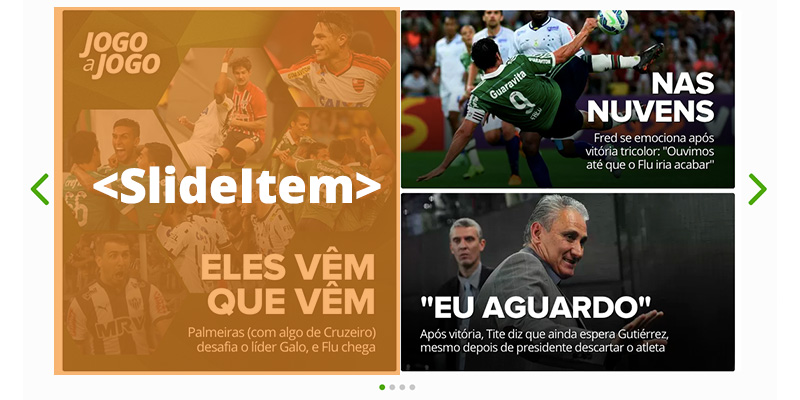 JOGO
a JOGO
<SlideItem>
ELES VÊM
QUE VÊM
Palmeiras (com algo de Cruzeiro)
desafia o líder Galo, e Flu chega
MRV
Guaravita
9
NAS
NUVENS
Fred se emociona após
vitória tricolor: "Ouvimos
até que o Flu iria acabar"
"EU AGUARDO"
Após vitória, Tite diz que ainda espera Gutiérrez,
mesmo depois de presidente descartar o atleta